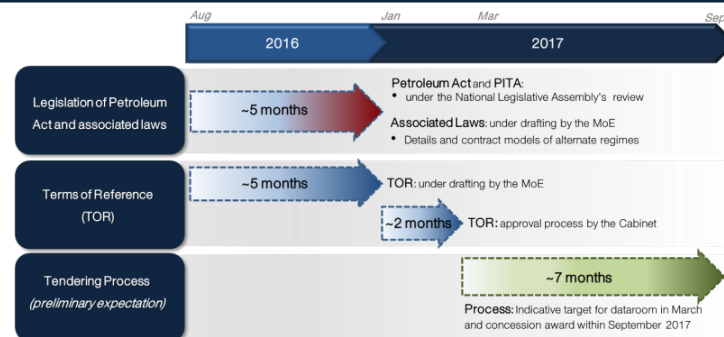 Aug Jan Mar Sep
2016 2017
Legislation of Petroleum
Act and associated laws
~5 months
Petroleum Act and PITA:
• under the National Legislative Assembly's review
Associated Laws: under drafting by the MoE
• Details and contract models of alternate regimes
Terms of Reference
(TOR)
~5 months
TOR: under drafting by the MoE
~2 months
TOR: approval process by the Cabinet
Tendering Process
(preliminary expectation)
~7 months
Process: Indicative target for dataroom in March
and concession award within September 2017